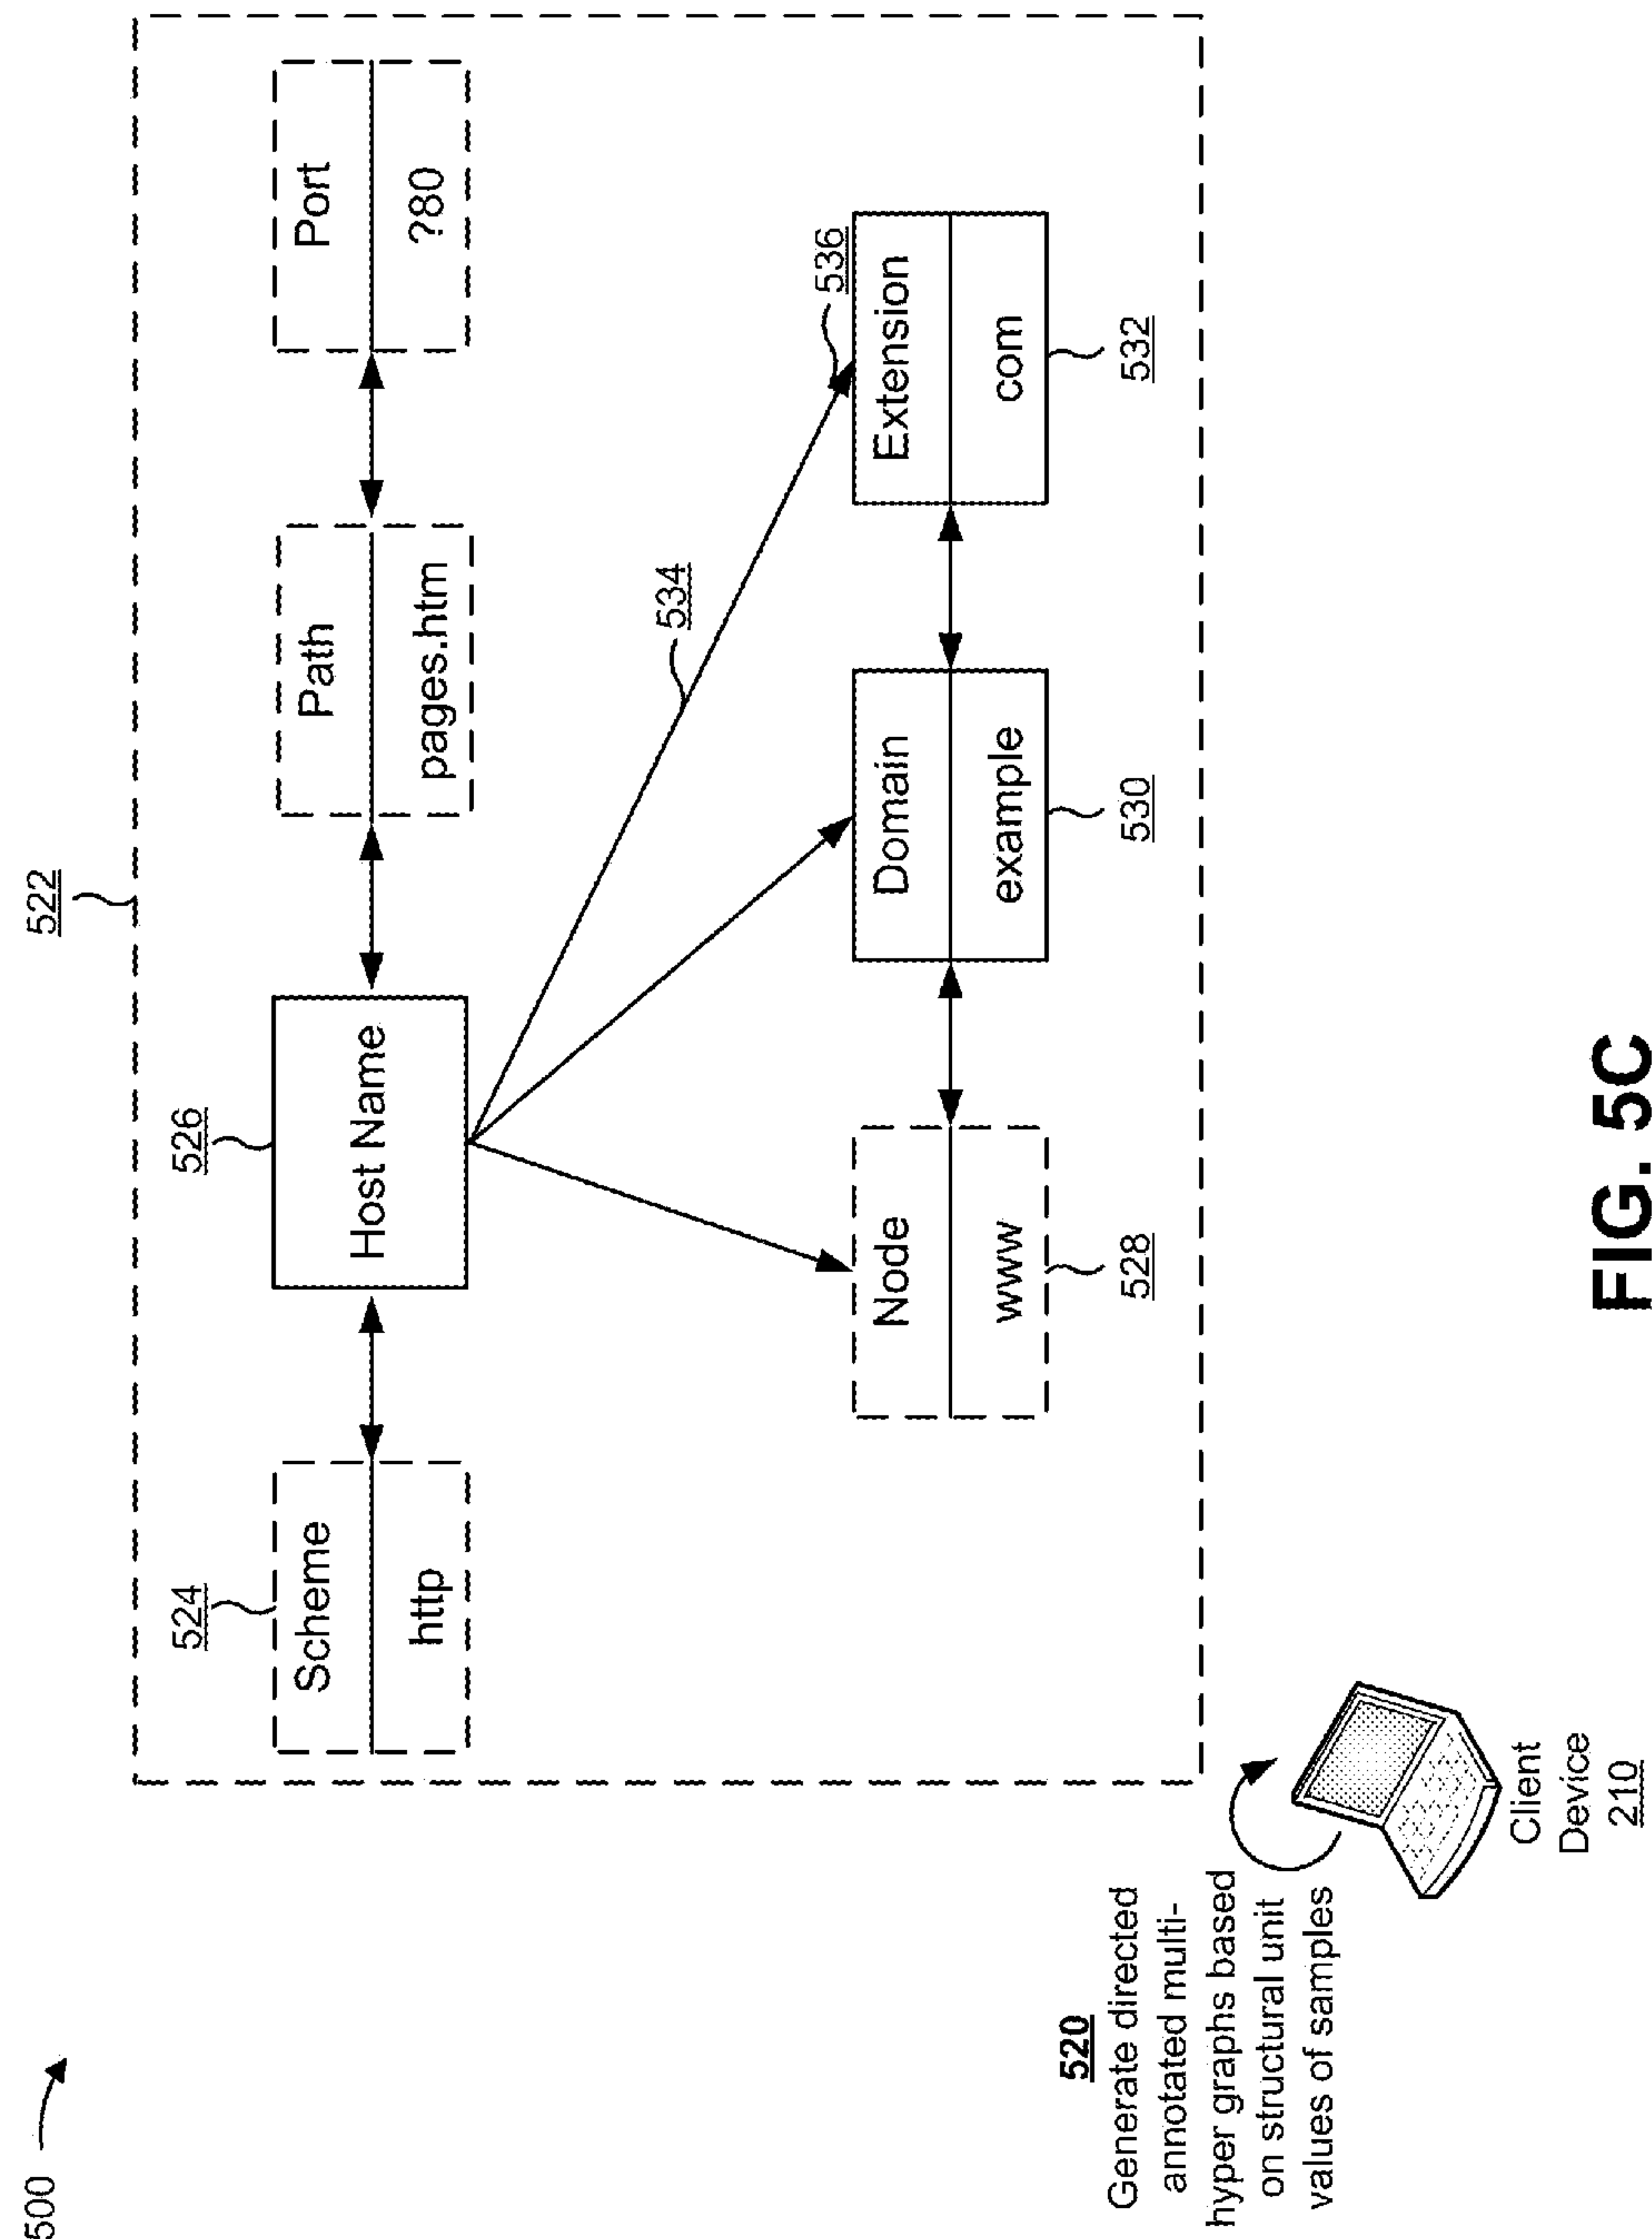 500
522
524
Scheme
http
526
Host Name
Path
pages.htm
Port
?80
534
536
Node
www
528
Domain
example
530
Extension
com
532
520
Generate directed
annotated multi-
hyper graphs based
on structural unit
values of samples
Client
Device
210
FIG. 5C